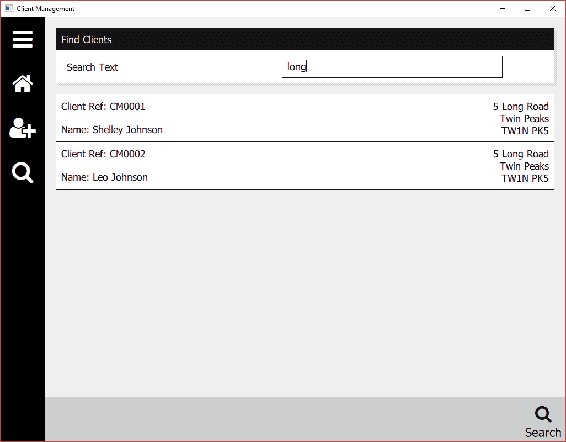 Client Management
Find Clients
Search Text
long
Client Ref: CM0001
Name: Shelley Johnson
5 Long Road
Twin Peaks
TW1N PK5
Client Ref: CM0002
Name: Leo Johnson
5 Long Road
Twin Peaks
TW1N PK5
Search